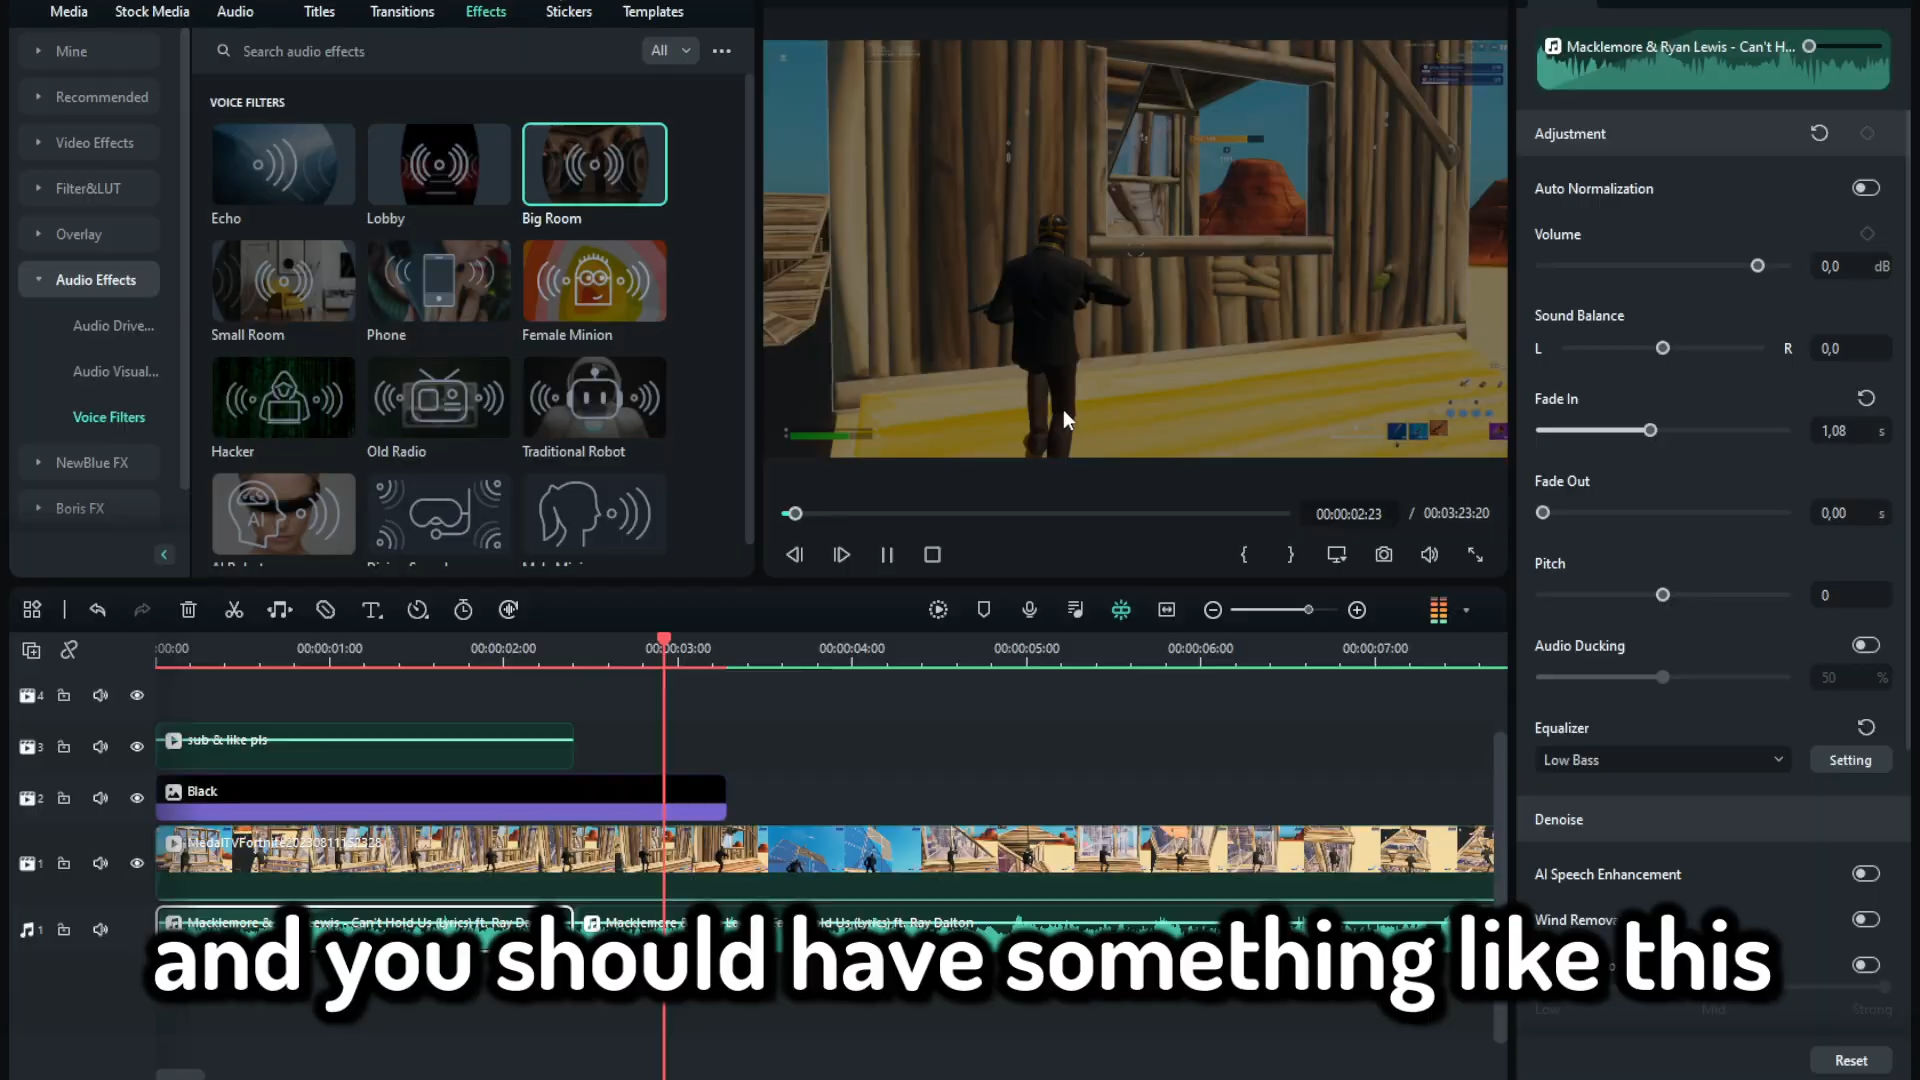 Media Stock Media Audio Titles Transitions Effects Stickers Templates
Mine
Recommended
Video Effects
Filter&LUT
Overlay
Audio Effects
Audio Drive...
Audio Visual...
Voice Filters
NewBlue FX
Boris FX
Search audio effects All
VOICE FILTERS
Echo Lobby Big Room
Small Room Phone Female Minion
Hacker Old Radio Traditional Robot
AI
00:00:02:23 / 00:03:23:20
Macklemore & Ryan Lewis - Can't H...
Adjustment
Auto Normalization
Volume
0,0 dB
Sound Balance
L R 0,0
Fade In
1,08 s
Fade Out
0,00 s
Pitch
0
Audio Ducking
50 %
Equalizer
Low Bass Setting
Denoise
AI Speech Enhancement
Wind Remova
Low Mid Strong
Reset
:00:00 00:00:01:00 00:00:02:00 00:00:03:00 00:00:04:00 00:00:05:00 00:00:06:00 00:00:07:00
4
3 sub & like pls
2 Black
1 MedalTVFortnite20230811152328
1 Macklemore & ewis - Can't Hold Us (Lyrics) ft. Ray Da Macklemore & ld Us (Lyrics) ft. Ray Dalton
and you should have something like this